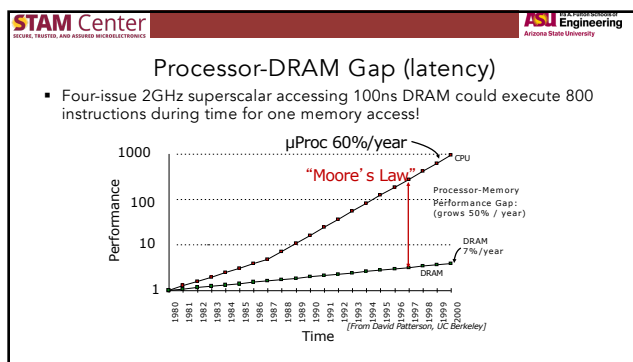 STAM Center
SECURE, TRUSTED, AND ASSURED MICROELECTRONICS
ASU Ira A. Fulton Schools of
Engineering
Arizona State University
Processor-DRAM Gap (latency)
▪ Four-issue 2GHz superscalar accessing 100ns DRAM could execute 800
instructions during time for one memory access!
µProc 60%/year
1000
CPU
“Moore’s Law”
Processor-Memory
100
Performance Gap:
(grows 50% / year)
Performance
10
DRAM
7%/year
DRAM
1
1980
1981
1982
1983
1984
1985
1986
1987
1988
1989
1990
1991
1992
1993
1994
1995
1996
1997
1998
1999
2000
Time
[From David Patterson, UC Berkeley]